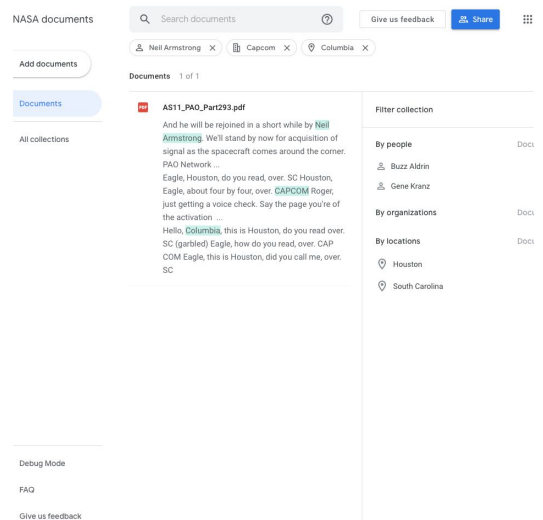 NASA documents
Search documents
Give us feedback
Share
Neil Armstrong
Capcom
Columbia
Add documents
Documents 1 of 1
Documents
All collections
PDF
AS11_PAO_Part293.pdf
And he will be rejoined in a short while by Neil
Armstrong. We'll stand by now for acquisition of
signal as the spacecraft comes around the corner.
PAO Network ...
Eagle, Houston, do you read, over. SC Houston,
Eagle, about four by four, over. CAPCOM Roger,
just getting a voice check. Say the page you're of
the activation ...
Hello, Columbia, this is Houston, do you read over.
SC (garbled) Eagle, how do you read, over. CAP
COM Eagle, this is Houston, did you call me, over.
SC
Filter collection
By people Docu
Buzz Aldrin
Gene Kranz
By organizations Docu
By locations Docu
Houston
South Carolina
Debug Mode
FAQ
Give us feedback